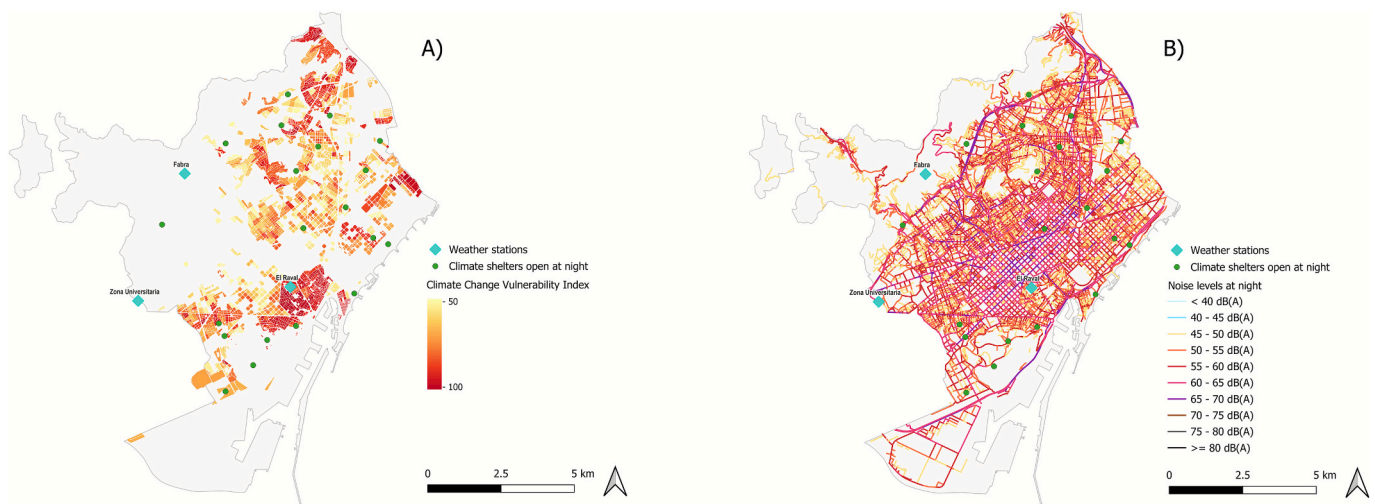 A)
Fabra
Zona Universitaria
El Raval
Weather stations
Climate shelters open at night
Climate Change Vulnerability Index
- 50
- 100
0 2.5 5 km
B)
Fabra
Zona Universitaria
El Raval
Weather stations
Climate shelters open at night
Noise levels at night
< 40 dB(A)
40 - 45 dB(A)
45 - 50 dB(A)
50 - 55 dB(A)
55 - 60 dB(A)
60 - 65 dB(A)
65 - 70 dB(A)
70 - 75 dB(A)
75 - 80 dB(A)
>= 80 dB(A)
0 2.5 5 km